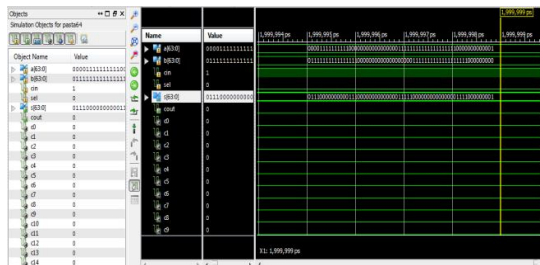 1,999,999 ps
Objects
Simulation Objects for pasta64
Object Name Value
a[63:0]
b[63:0]
cin 1
sel 0
s[63:0]
cout 0
c0 0
c1 0
c2 0
c3 0
c4 0
c5 0
c6 0
c7 0
c8 0
c9 0
c10 0
c11 0
c12 0
c13 0
c14 0
Name Value
1,999,994 ps 1,999,995 ps 1,999,996 ps 1,999,997 ps 1,999,998 ps 1,999,999 ps
a[63:0]
b[63:0]
cin 1
sel 0
s[63:0]
cout 0
c0 0
c1 0
c2 0
c3 0
c4 0
c5 0
c6 0
c7 0
c8 0
c9 0
X1: 1,999,999 ps